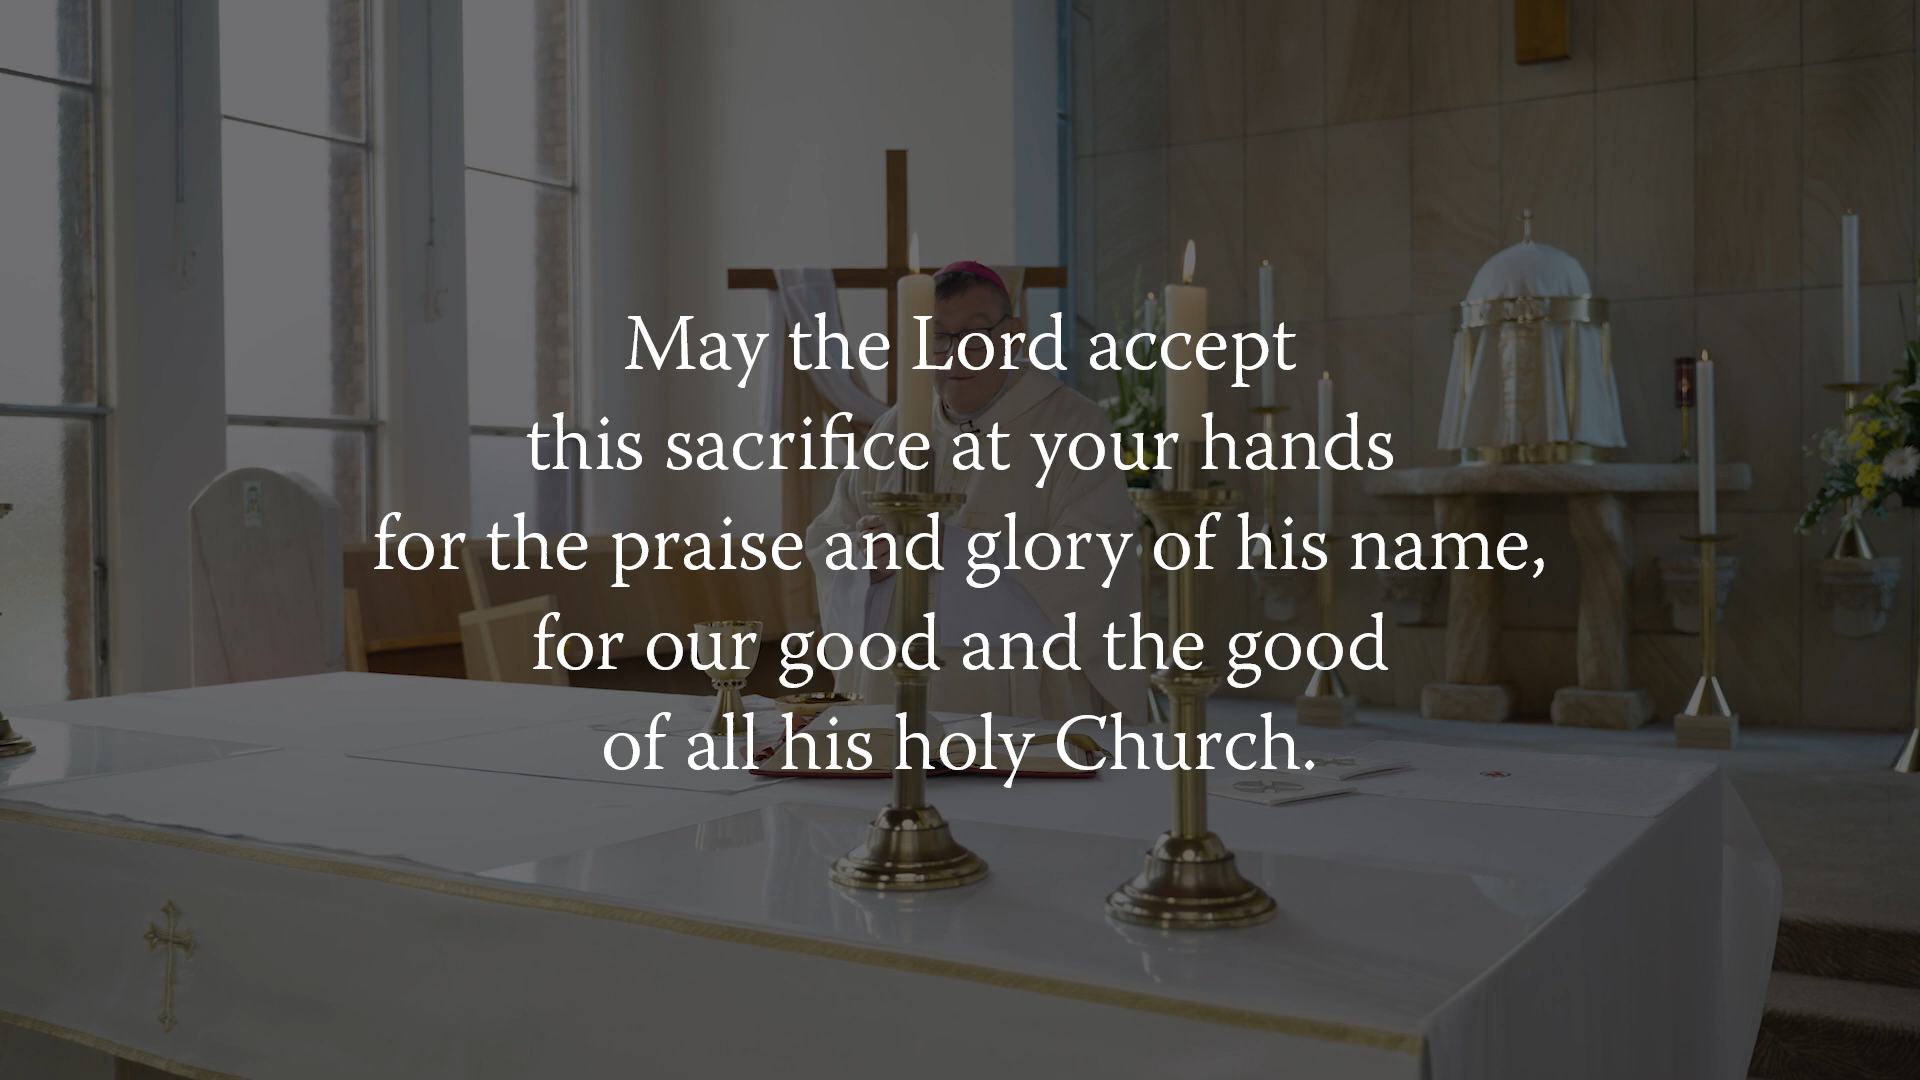 May the Lord accept
this sacrifice at your hands
for the praise and glory of his name,
for our good and the good
of all his holy Church.